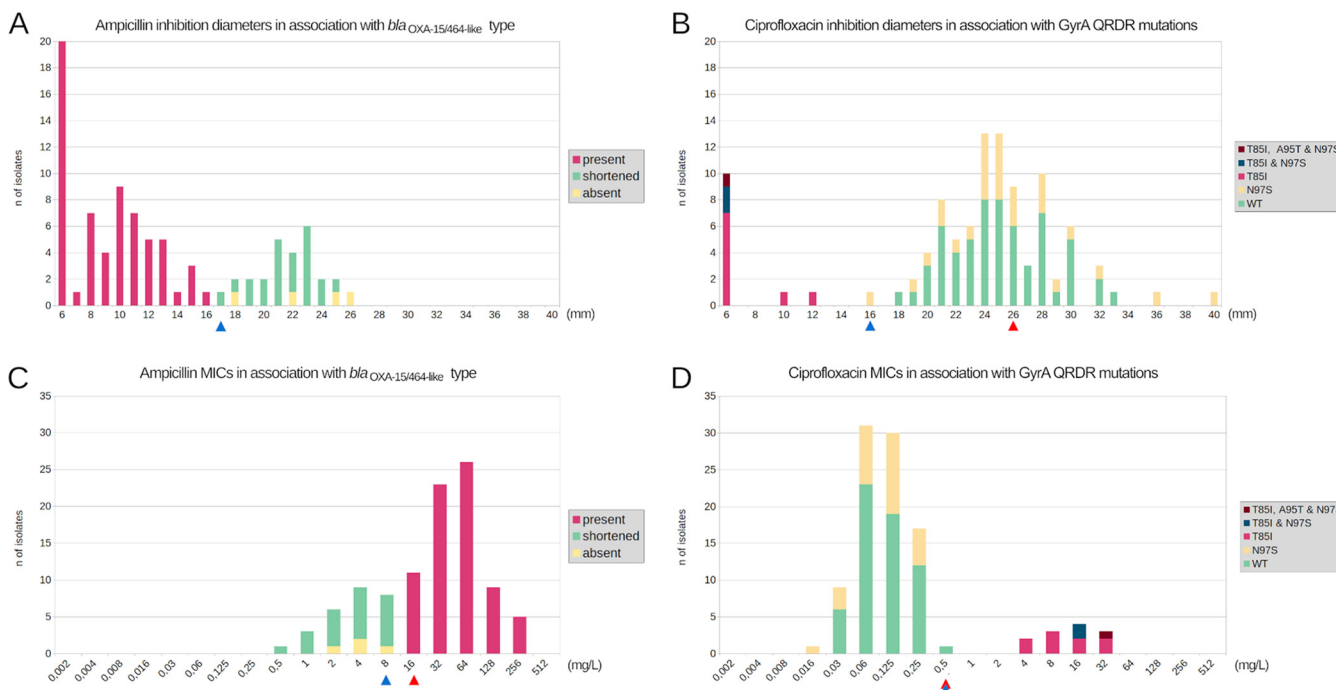 A
Ampicillin inhibition diameters in association with bla OXA-15/464-like type
20
18
16
14
12
10
8
6
4
2
0
n of isolates
6 8 10 12 14 16 18 20 22 24 26 28 30 32 34 36 38 40 (mm)
present
shortened
absent
B
Ciprofloxacin inhibition diameters in association with GyrA QRDR mutations
20
18
16
14
12
10
8
6
4
2
0
n of isolates
6 8 10 12 14 16 18 20 22 24 26 28 30 32 34 36 38 40 (mm)
T85I, A95T & N97S
T85I & N97S
T85I
N97S
WT
C
Ampicillin MICs in association with bla OXA-15/464-like type
35
30
25
20
15
10
5
0
n of isolates
0,002 0,004 0,008 0,016 0,03 0,06 0,125 0,25 0,5 1 2 4 8 16 32 64 128 256 512 (mg/L)
present
shortened
absent
D
Ciprofloxacin MICs in association with GyrA QRDR mutations
35
30
25
20
15
10
5
0
n of isolates
0,002 0,004 0,008 0,016 0,03 0,06 0,125 0,25 0,5 1 2 4 8 16 32 64 128 256 512 (mg/L)
T85I, A95T & N97
T85I & N97S
T85I
N97S
WT